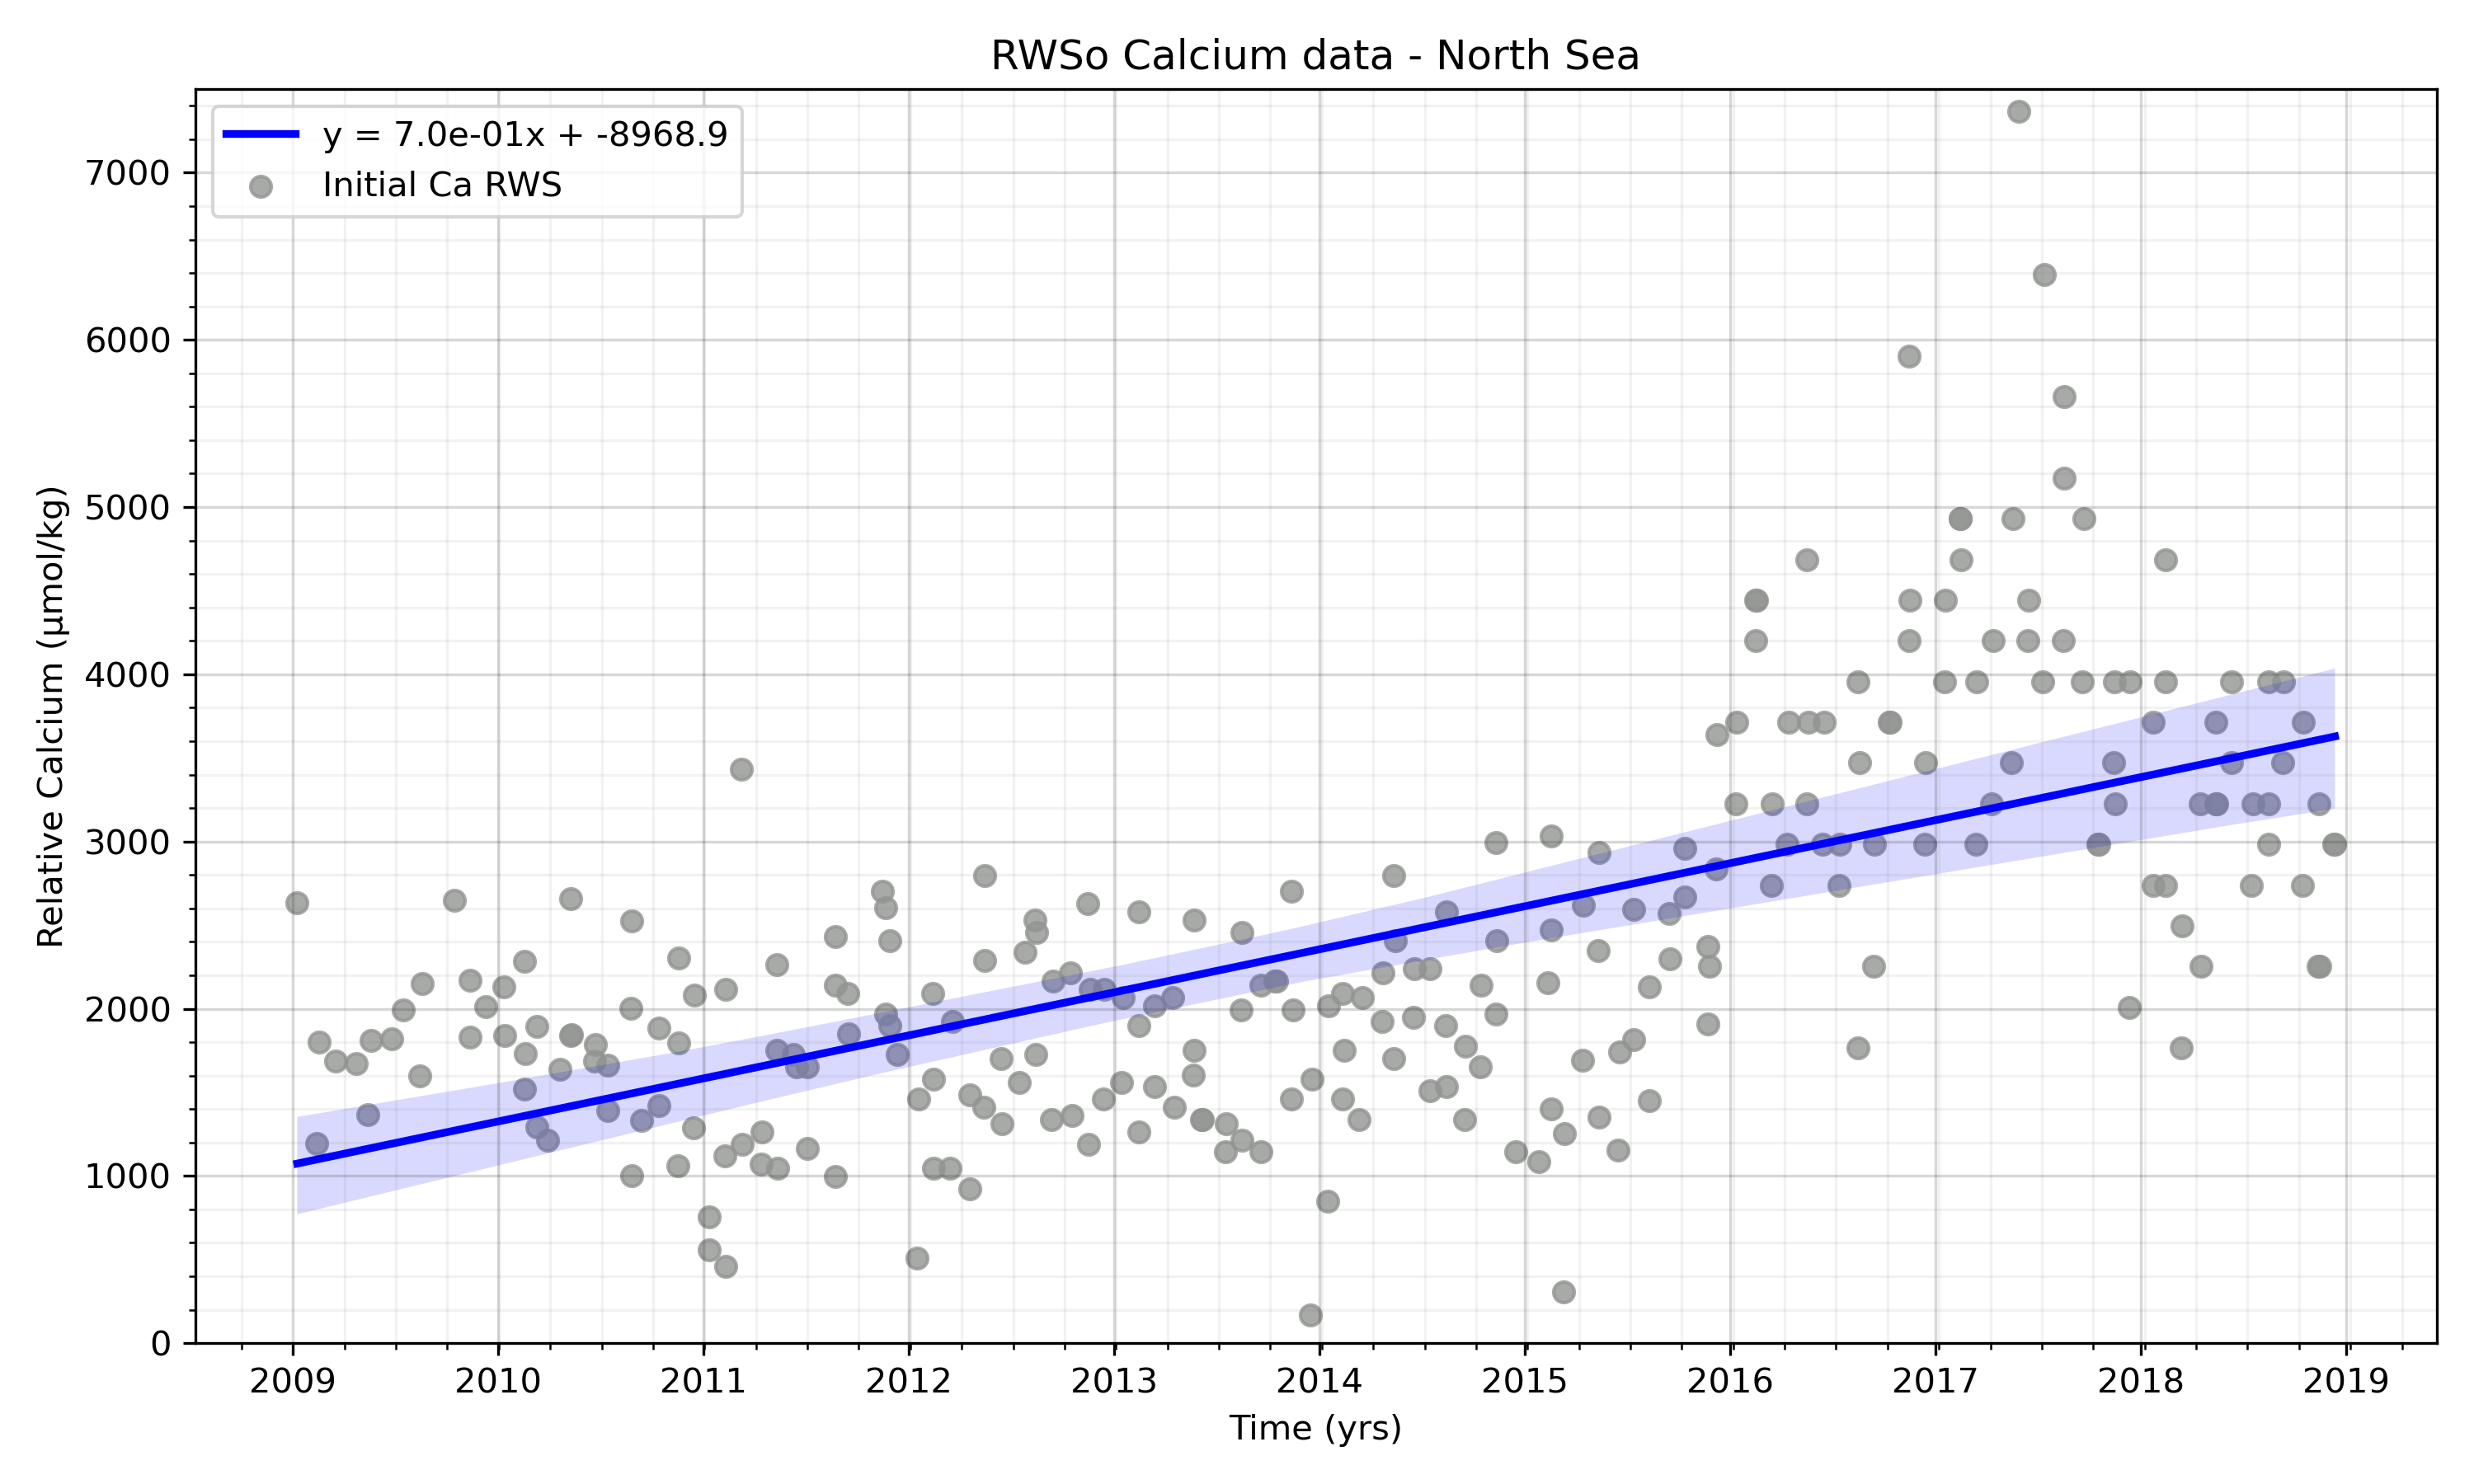 RWSo Calcium data - North Sea
y = 7.0e-01x + -8968.9
Initial Ca RWS
Relative Calcium (μmol/kg)
7000
6000
5000
4000
3000
2000
1000
0
2009 2010 2011 2012 2013 2014 2015 2016 2017 2018 2019
Time (yrs)